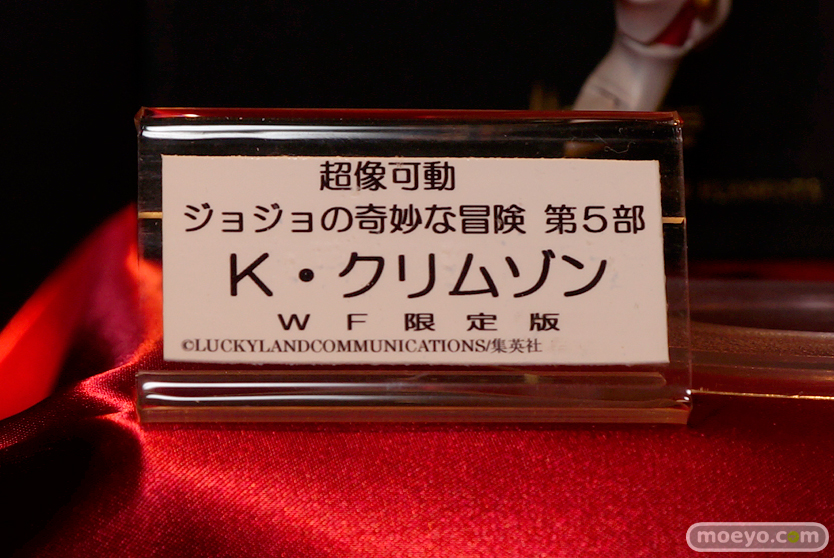 超像可動
ジョジョの奇妙な冒険 第5部
K・クリムゾン
WF限定版
©LUCKYLANDCOMMUNICATIONS/集英社
moeyo.com